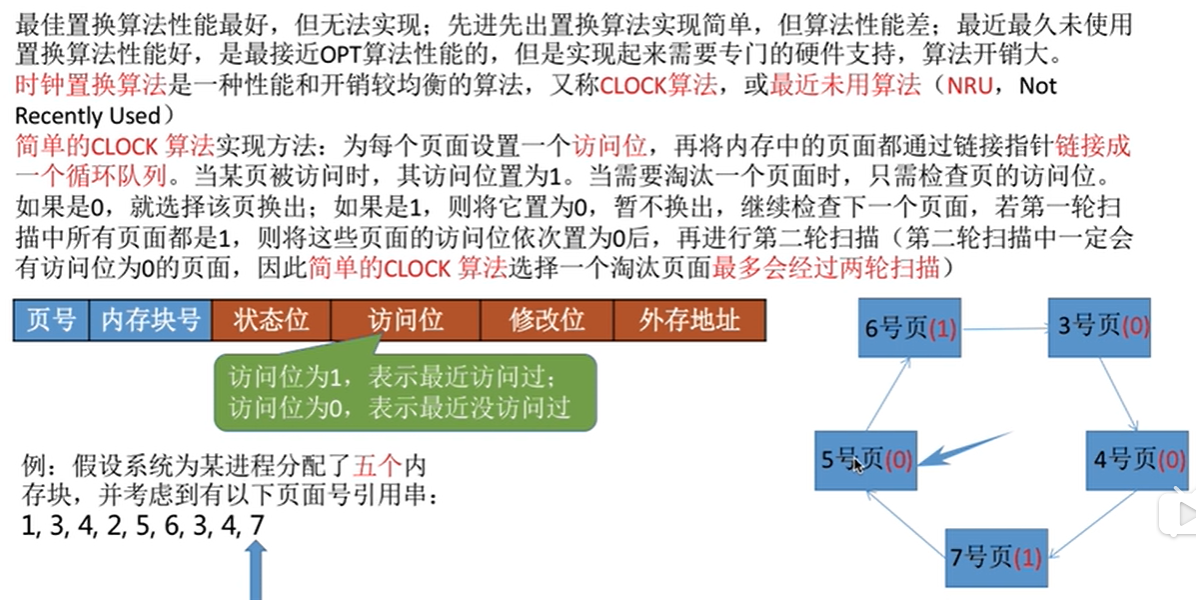 最佳置换算法性能最好，但无法实现；先进先出置换算法实现简单，但算法性能差；最近最久未使用
置换算法性能好，是最接近OPT算法性能的，但是实现起来需要专门的硬件支持，算法开销大。
时钟置换算法是一种性能和开销较均衡的算法，又称CLOCK算法，或最近未用算法（NRU，Not
Recently Used）
简单的CLOCK 算法实现方法：为每个页面设置一个访问位，再将内存中的页面都通过链接指针链接成
一个循环队列。当某页被访问时，其访问位置为1。当需要淘汰一个页面时，只需检查页的访问位。
如果是0，就选择该页换出；如果是1，则将它置为0，暂不换出，继续检查下一个页面，若第一轮扫
描中所有页面都是1，则将这些页面的访问位依次置为0后，再进行第二轮扫描（第二轮扫描中一定会
有访问位为0的页面，因此简单的CLOCK 算法选择一个淘汰页面最多会经过两轮扫描）
页号 内存块号 状态位 访问位 修改位 外存地址
访问位为1，表示最近访问过；
访问位为0，表示最近没访问过
例：假设系统为某进程分配了五个内
存块，并考虑到有以下页面号引用串：
1, 3, 4, 2, 5, 6, 3, 4, 7
6号页(1)
3号页(0)
5号页(0)
4号页(0)
7号页(1)